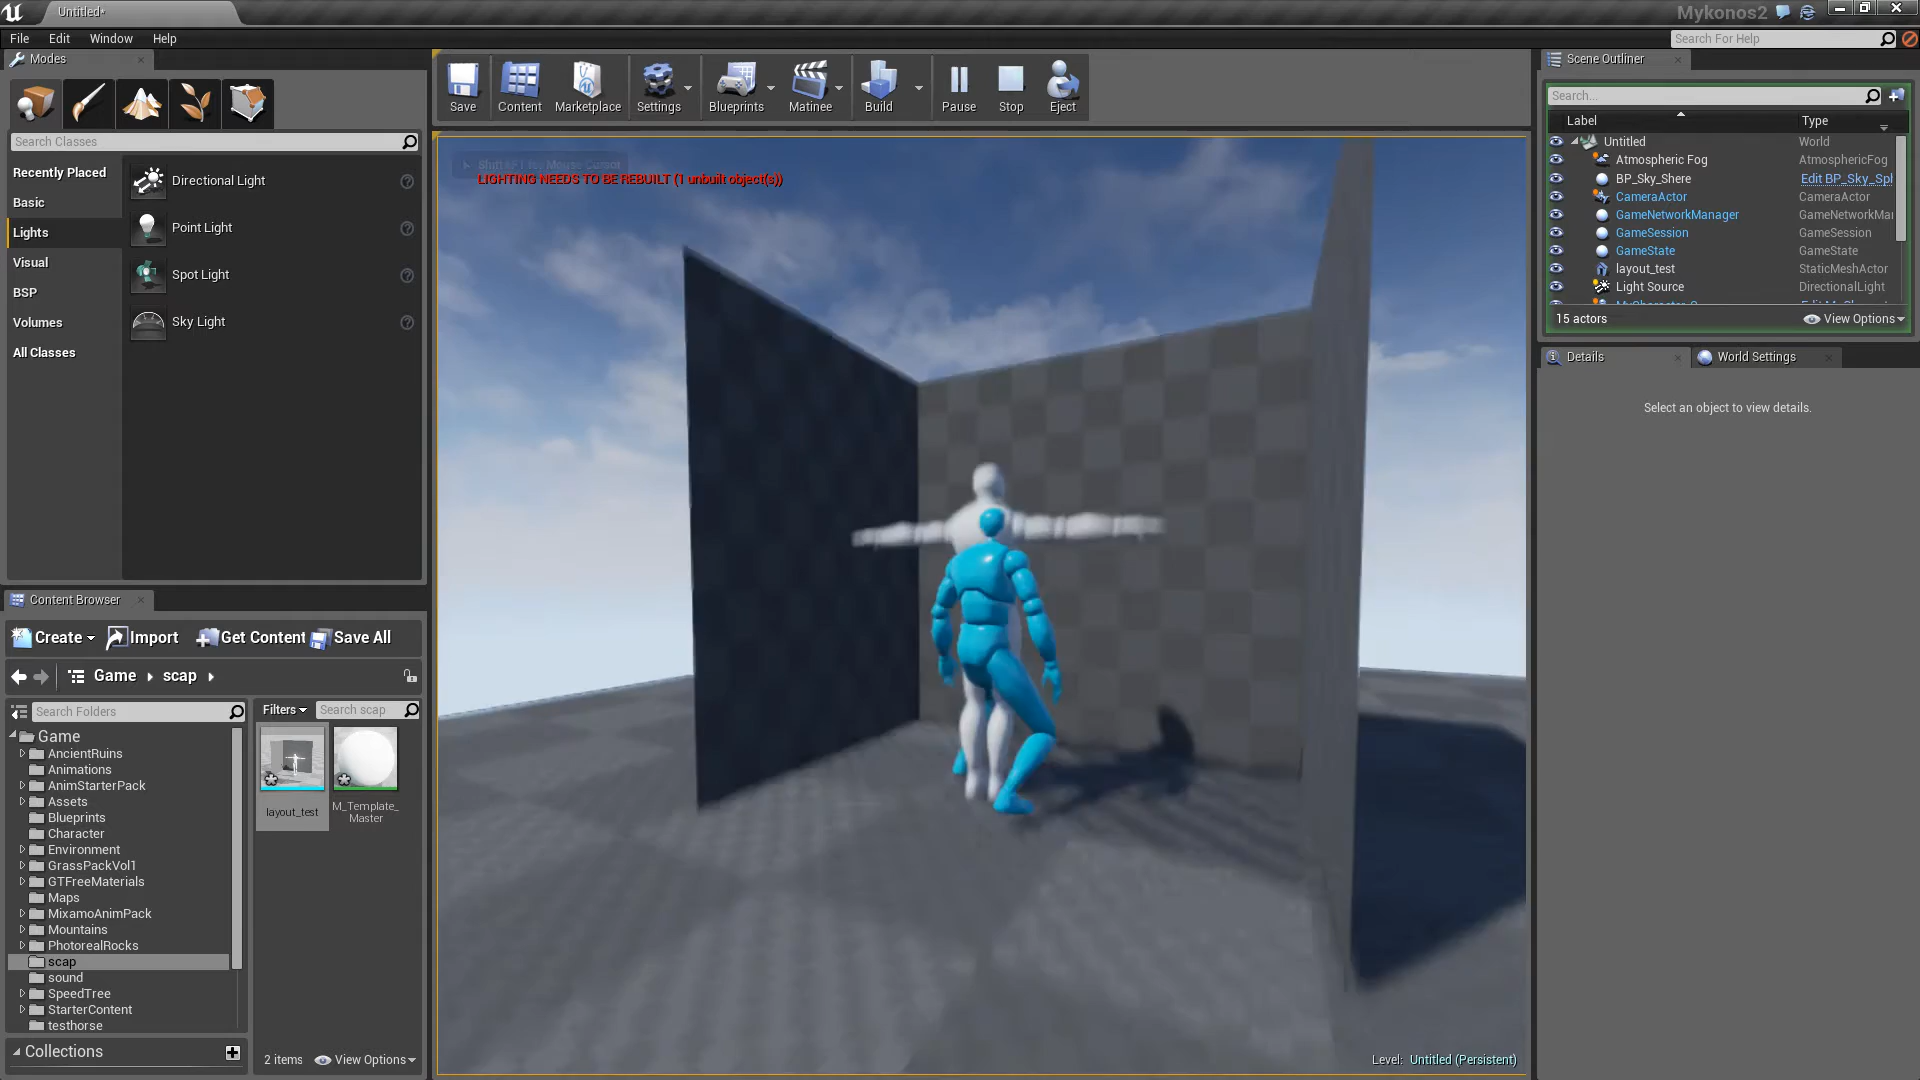 Untitled*
Mykonos2
File Edit Window Help
Search For Help
Modes
Search Classes
Recently Placed
Basic
Lights
Visual
BSP
Volumes
All Classes
Directional Light
Point Light
Spot Light
Sky Light
Save
Content
Marketplace
Settings
Blueprints
Matinee
Build
Pause
Stop
Eject
Shift+F1 for Mouse Cursor
LIGHTING NEEDS TO BE REBUILT (1 unbuilt object(s))
Level: Untitled (Persistent)
Scene Outliner
Search...
Label Type
Untitled World
Atmospheric Fog AtmosphericFog
BP_Sky_Shere Edit BP_Sky_Spl
CameraActor CameraActor
GameNetworkManager GameNetworkMa
GameSession GameSession
GameState GameState
layout_test StaticMeshActor
Light Source DirectionalLight
15 actors View Options
Details World Settings
Select an object to view details.
Content Browser
Create Import Get Content Save All
Game scap
Search Folders
Game
AncientRuins
Animations
AnimStarterPack
Assets
Blueprints
Character
Environment
GrassPackVol1
GTFreeMaterials
Maps
MixamoAnimPack
Mountains
PhotorealRocks
scap
sound
SpeedTree
StarterContent
testhorse
Collections
Filters Search scap
layout_test
M_Template_
Master
2 items View Options